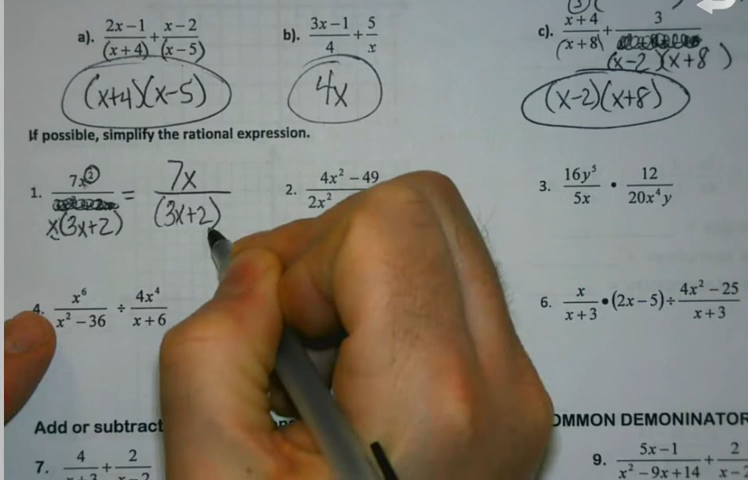 a). (2x-1)/(x+4) + (x-2)/(x-5)
(x+4)(x-5)
b). (3x-1)/4 + 5/x
4x
c). (x+4)/(x+8) + 3/(x-2)(x+8)
(x-2)(x+8)
If possible, simplify the rational expression.
1. 7x²/x(3x+2) = 7x/(3x+2)
2. 4x² - 49
2x²
3. 16y⁵/5x • 12/20x⁴y
4. x⁶/(x² - 36) ÷ 4x⁴/(x+6)
6. x/(x+3) • (2x-5) ÷ (4x² - 25)/(x+3)
Add or subtract
OMMON DEMONINATOR
7. 4 + 2
9. (5x-1)/(x² - 9x + 14) + 2